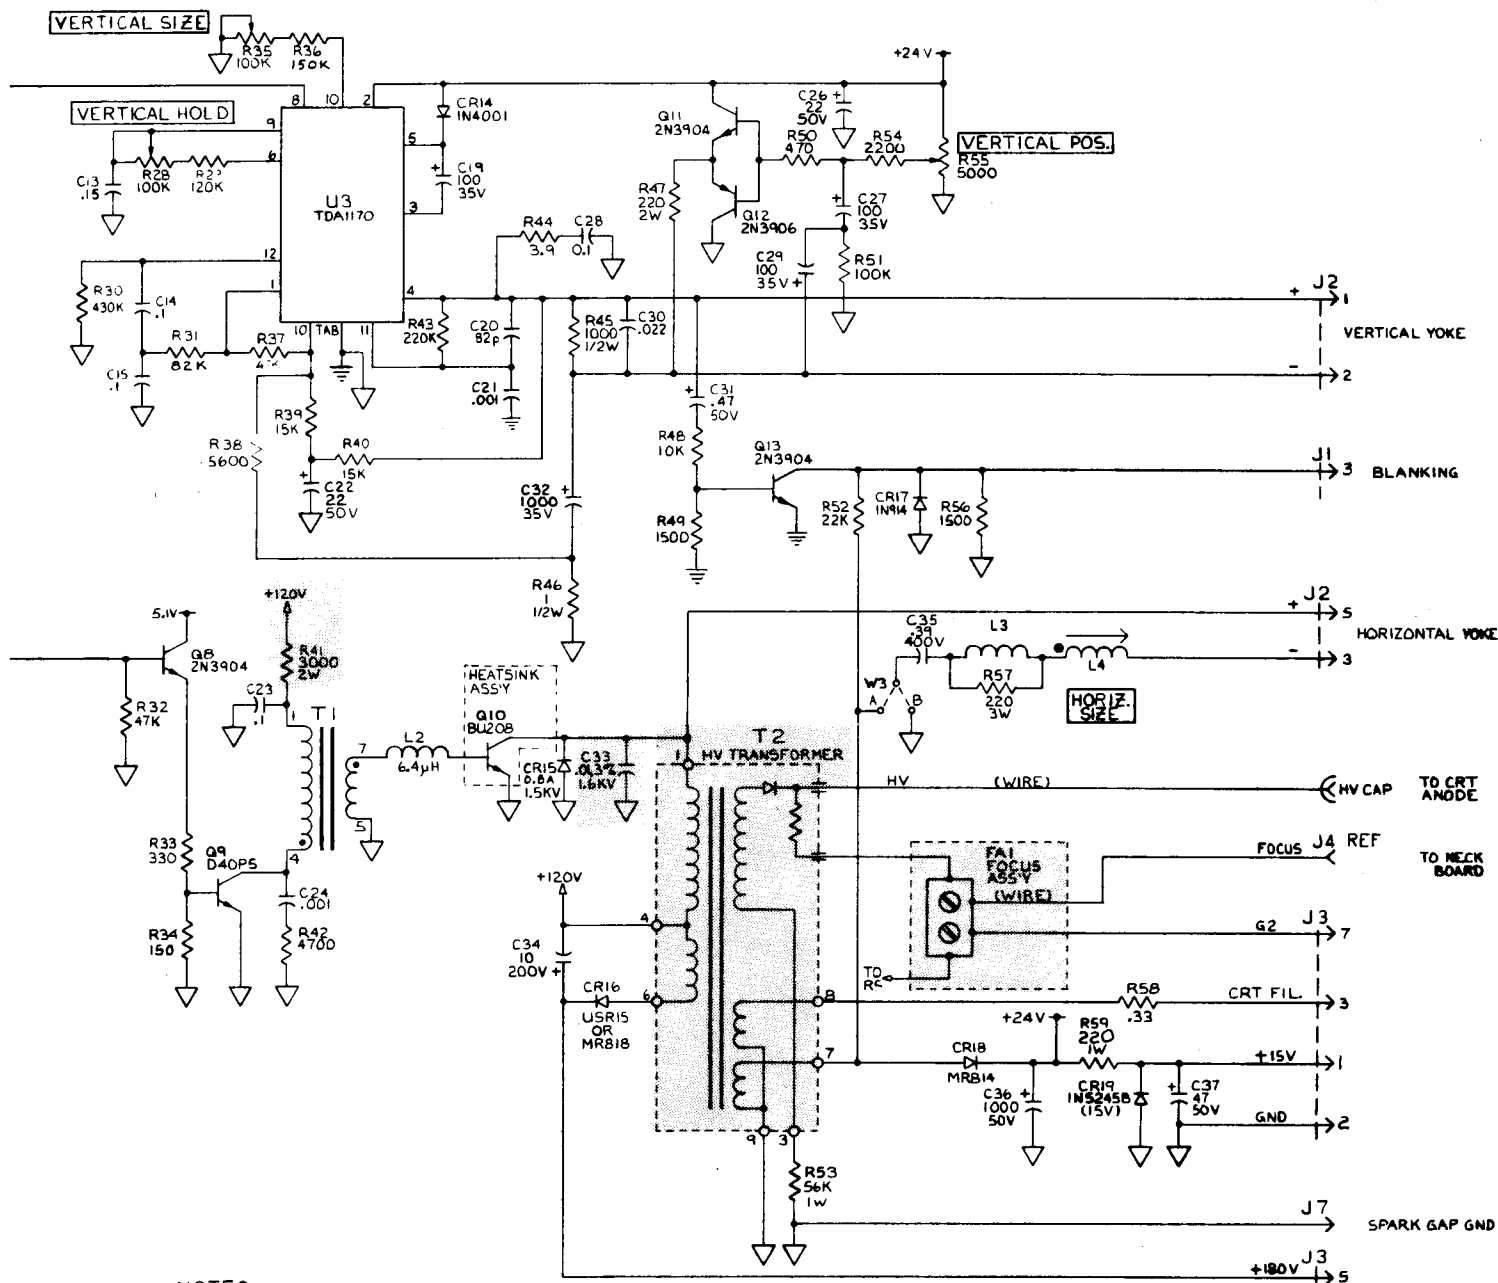 VERTICAL SIZE
R35
100K
R36
150K
+24V
8
10
2
CR14
1N4001
C26
+
22
50V
Q11
2N3904
R50
470
R54
2200
VERTICAL POS.
R55
5000
VERTICAL HOLD
9
6
5
3
C13
.15
R28
100K
120K
U3
TDA1170
+
C19
100
35V
R47
220
2W
Q12
2N3906
+
C27
100
35V
R44
3.9
C28
0.1
C29
100
35V +
R51
100K
12
1
4
R30
430K
C14
.1
10
TAB
11
R31
82K
R37
R43
220K
C20
82p
R45
1000
1/2W
C30
.022
+
J2
1
VERTICAL YOKE
-
2
C15
.1
C21
.001
+
C31
.47
50V
R39
15K
R38
5600
R40
15K
R48
10K
Q13
2N3904
J1
3
BLANKING
+
C22
22
50V
C32
+
1000
35V
R49
1500
R52
22K
CR17
1N914
R56
1500
R46
1
1/2W
+120V
5.1V
+
J2
5
HORIZONTAL YOKE
-
3
Q8
2N3904
R41
3000
2W
HEATSINK
ASS'Y
Q10
BU208
C35
.39
400V
L3
R57
220
3W
L4
HORIZ.
SIZE
W3
A
B
R32
47K
C23
.1
1
T1
7
L2
6.4µH
CR15
0.8A
1.5KV
C33
.013%
1.6KV
T2
HV TRANSFORMER
1
HV
(WIRE)
HV CAP
TO CRT
ANODE
5
4
R33
330
Q9
D40P5
C24
.001
R34
150
R42
4700
FA1
FOCUS
ASS'Y
(WIRE)
FOCUS
J4
REF
TO NECK
BOARD
+120V
4
C34
10
200V +
G2
J3
7
TO
CR16
USR15
OR
MR818
6
8
R58
.33
CRT FIL.
3
+24V
7
CR18
MR814
R59
220
1W
+15V
1
C36
+
1000
50V
CR19
1N5245B
(15V)
+
C37
47
50V
GND
2
9
3
R53
56K
1W
J7
SPARK GAP GND
J3
+180V
5